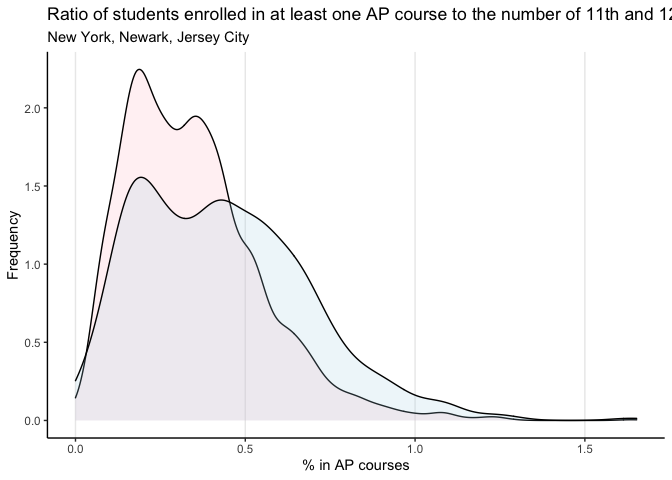 Ratio of students enrolled in at least one AP course to the number of 11th and 12
New York, Newark, Jersey City
2.0
1.5
1.0
0.5
0.0
Frequency
0.0 0.5 1.0 1.5
% in AP courses